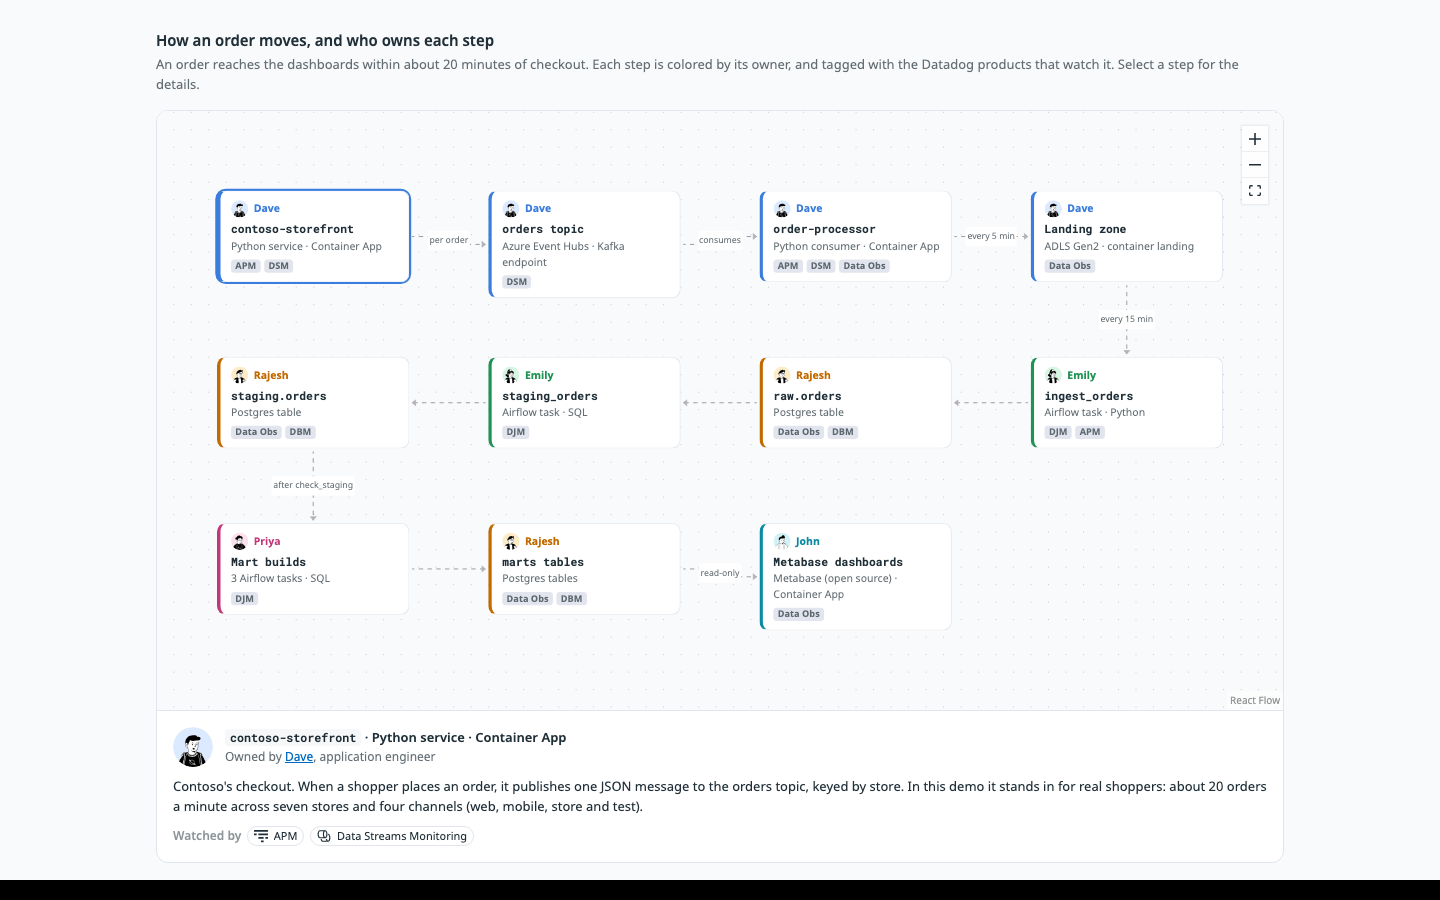 How an order moves, and who owns each step
An order reaches the dashboards within about 20 minutes of checkout. Each step is colored by its owner, and tagged with the Datadog products that watch it. Select a step for the
details.
Dave
contoso-storefront
Python service · Container App
APM DSM
per order
Dave
orders topic
Azure Event Hubs · Kafka
endpoint
DSM
consumes
Dave
order-processor
Python consumer · Container App
APM DSM Data Obs
every 5 min
Dave
Landing zone
ADLS Gen2 · container landing
Data Obs
every 15 min
Rajesh
staging.orders
Postgres table
Data Obs DBM
Emily
staging_orders
Airflow task · SQL
DJM
Rajesh
raw.orders
Postgres table
Data Obs DBM
Emily
ingest_orders
Airflow task · Python
DJM APM
after check_staging
Priya
Mart builds
3 Airflow tasks · SQL
DJM
Rajesh
marts tables
Postgres tables
Data Obs DBM
read-only
John
Metabase dashboards
Metabase (open source) ·
Container App
Data Obs
React Flow
contoso-storefront · Python service · Container App
Owned by Dave, application engineer
Contoso's checkout. When a shopper places an order, it publishes one JSON message to the orders topic, keyed by store. In this demo it stands in for real shoppers: about 20 orders
a minute across seven stores and four channels (web, mobile, store and test).
Watched by APM Data Streams Monitoring